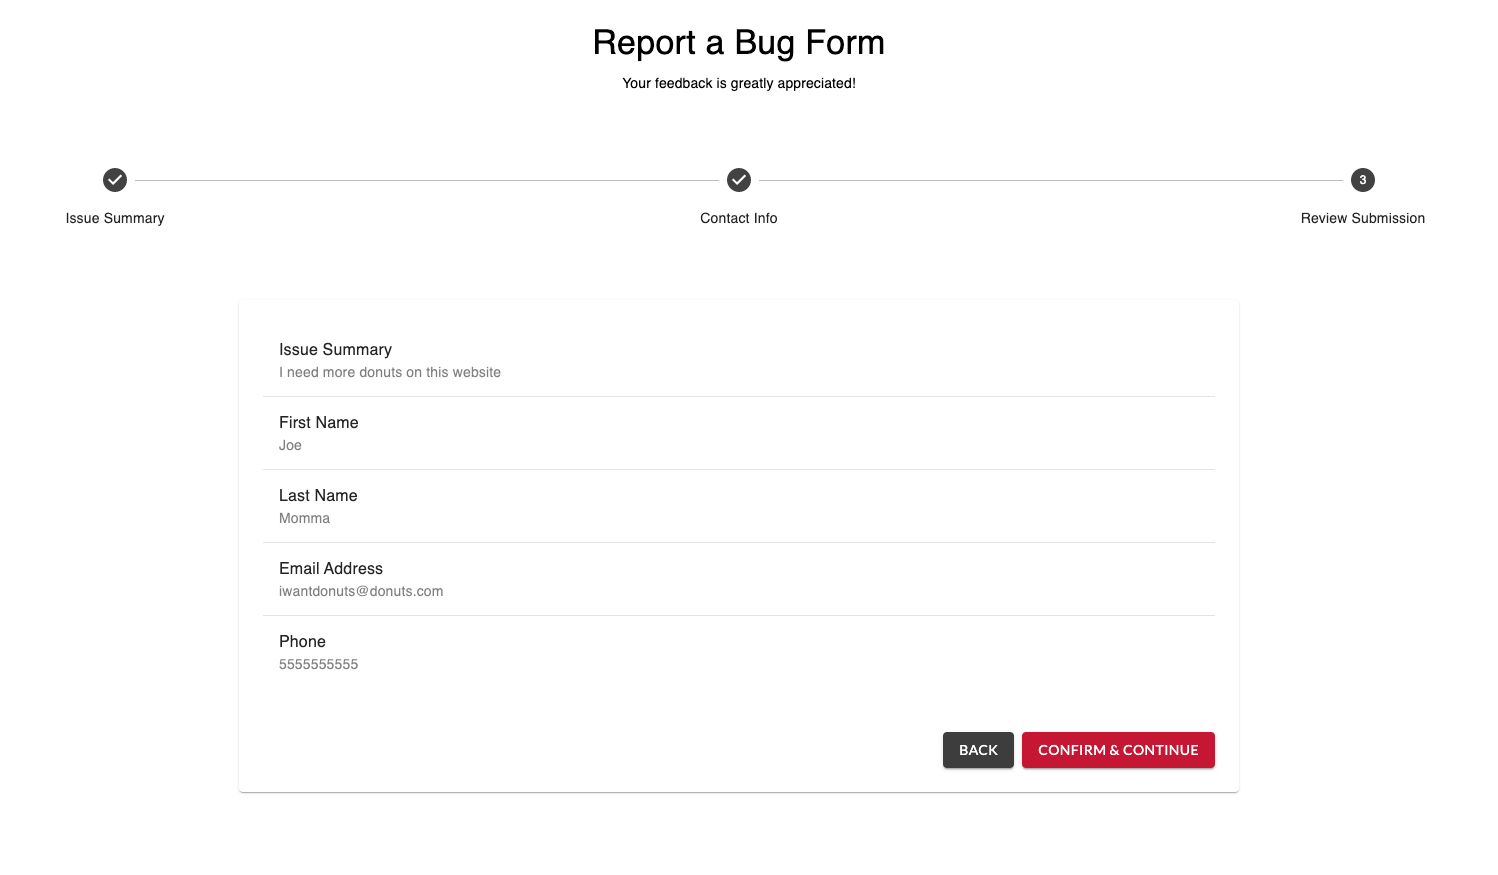 Report a Bug Form
Your feedback is greatly appreciated!
3
Issue Summary
Contact Info
Review Submission
Issue Summary
I need more donuts on this website
First Name
Joe
Last Name
Momma
Email Address
iwantdonuts@donuts.com
Phone
5555555555
BACK
CONFIRM & CONTINUE